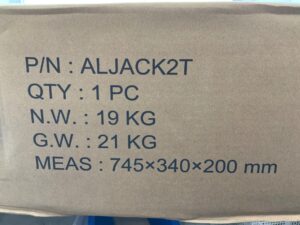 P/N : ALJACK2T
QTY : 1 PC
N.W. : 19 KG
G.W. : 21 KG
MEAS : 745×340×200 mm